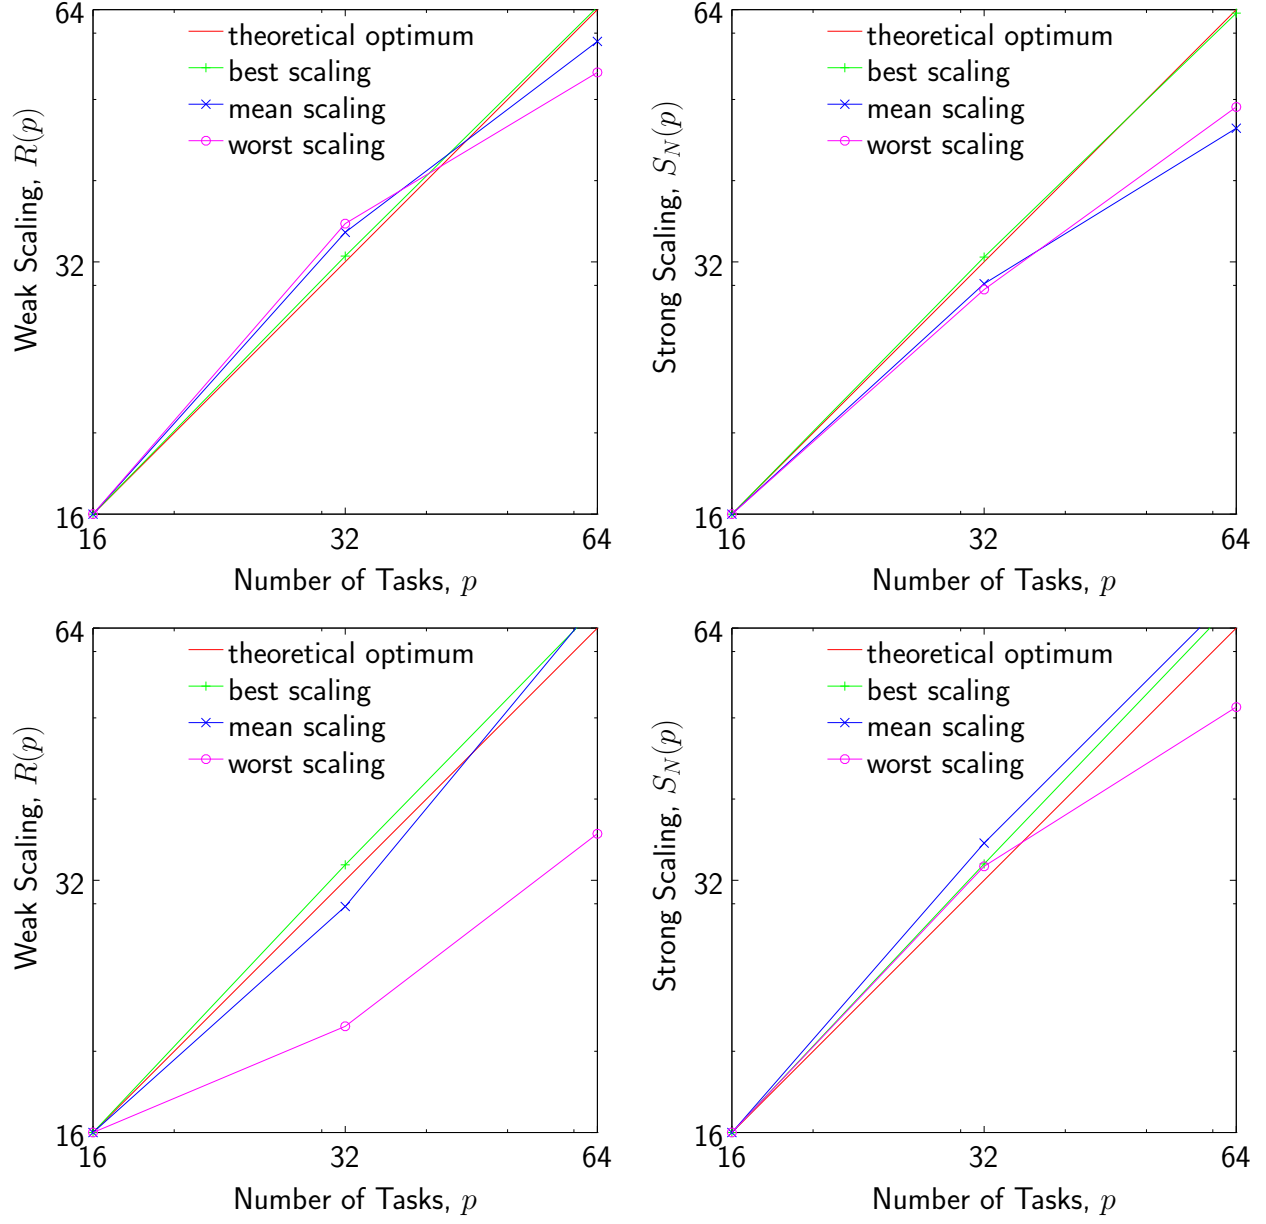 64
32
16
16 32 64
Weak Scaling, R(p)
Number of Tasks, p
theoretical optimum
best scaling
mean scaling
worst scaling
64
32
16
16 32 64
Strong Scaling, S_N(p)
Number of Tasks, p
theoretical optimum
best scaling
mean scaling
worst scaling
64
32
16
16 32 64
Weak Scaling, R(p)
Number of Tasks, p
theoretical optimum
best scaling
mean scaling
worst scaling
64
32
16
16 32 64
Strong Scaling, S_N(p)
Number of Tasks, p
theoretical optimum
best scaling
mean scaling
worst scaling